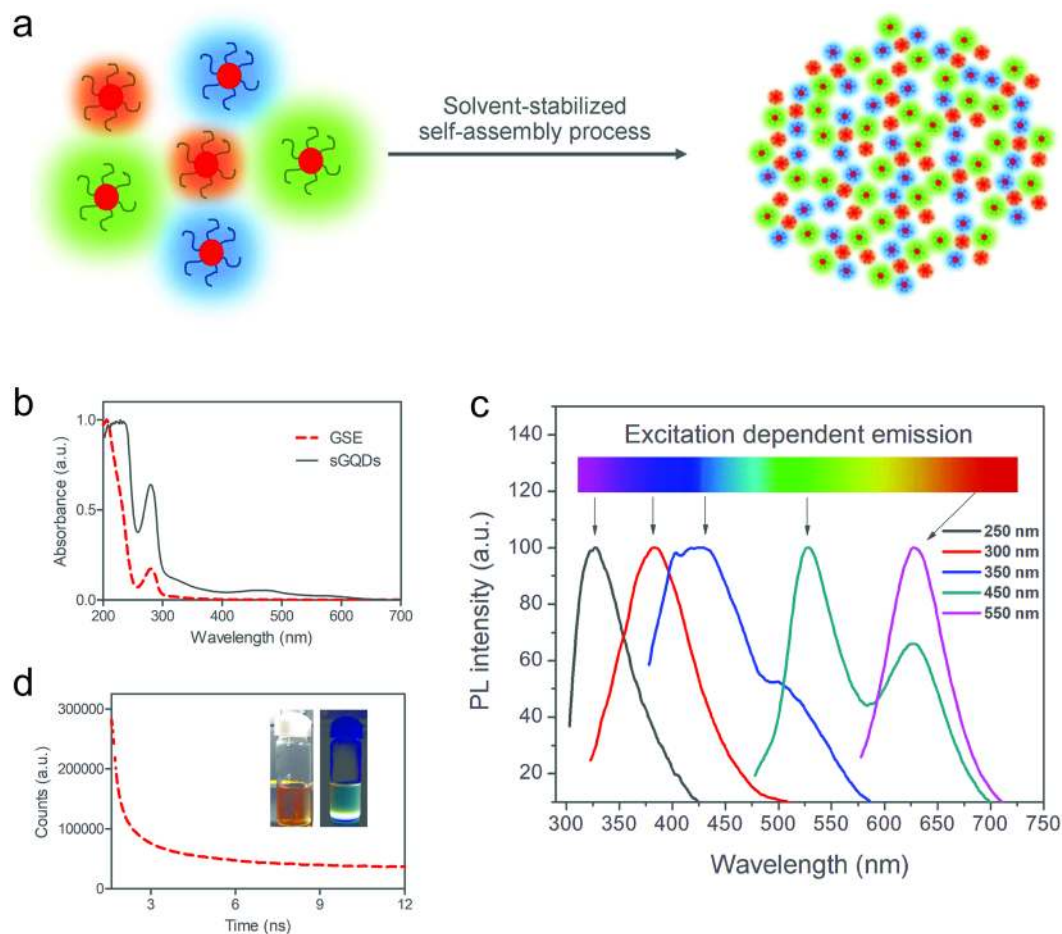 a
Solvent-stabilized
self-assembly process
b
1.0
0.5
0.0
Absorbance (a.u.)
GSE
sGQDs
200 300 400 500 600 700
Wavelength (nm)
c
140
120
100
80
60
40
20
PL intensity (a.u.)
Excitation dependent emission
250 nm
300 nm
350 nm
450 nm
550 nm
300 350 400 450 500 550 600 650 700 750
Wavelength (nm)
d
300000
200000
100000
0
Counts (a.u.)
3 6 9 12
Time (ns)